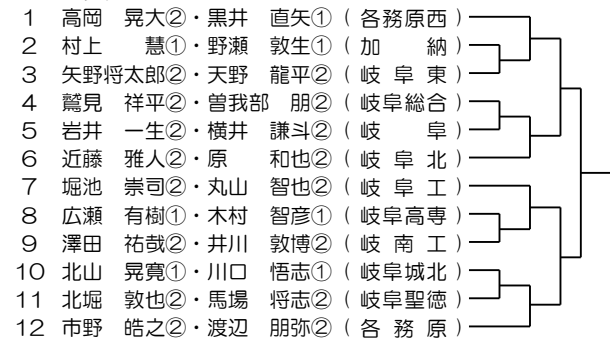 1 高岡 晃大②・黒井 直矢①(各務原西)
2 村上 慧①・野瀬 敦生①(加納)
3 矢野将太郎②・天野 龍平②(岐阜東)
4 鷲見 祥平②・曽我部 朋②(岐阜総合)
5 岩井 一生②・横井 謙斗②(岐阜)
6 近藤 雅人②・原 和也②(岐阜北)
7 堀池 崇司②・丸山 智也②(岐阜工)
8 広瀬 有樹①・木村 智彦①(岐阜高専)
9 澤田 祐哉②・井川 敦博②(岐南工)
10 北山 晃寛①・川口 悟志①(岐阜城北)
11 北堀 敦也②・馬場 将志②(岐阜聖徳)
12 市野 皓之②・渡辺 朋弥②(各務原)